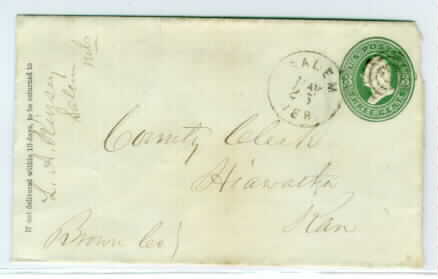 If not delivered within 10 days, to be returned to
Salem
Neb
SALEM
NEB
U.S. POSTAGE
THREE CENTS
County Clerk
Hiawatha
Kan
Brown Co